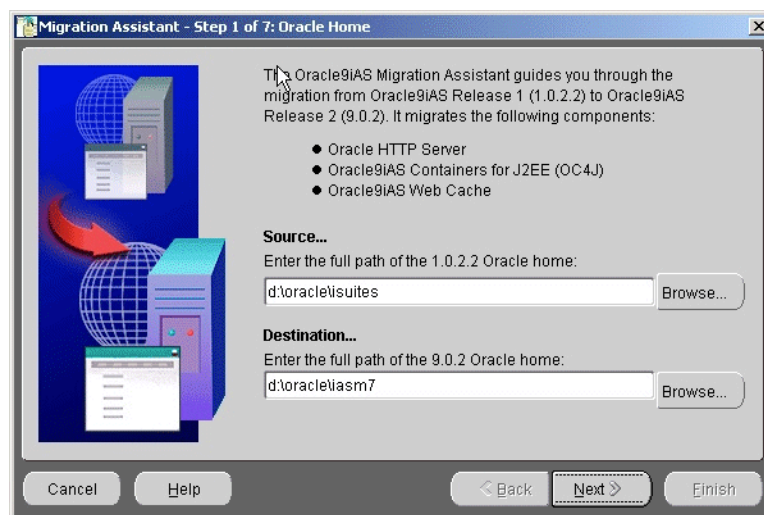 Migration Assistant - Step 1 of 7: Oracle Home
The Oracle9iAS Migration Assistant guides you through the
migration from Oracle9iAS Release 1 (1.0.2.2) to Oracle9iAS
Release 2 (9.0.2). It migrates the following components:
● Oracle HTTP Server
● Oracle9iAS Containers for J2EE (OC4J)
● Oracle9iAS Web Cache
Source...
Enter the full path of the 1.0.2.2 Oracle home:
d:\oracle\isuites Browse...
Destination...
Enter the full path of the 9.0.2 Oracle home:
d:\oracle\iasm7 Browse...
Cancel Help Back Next Finish